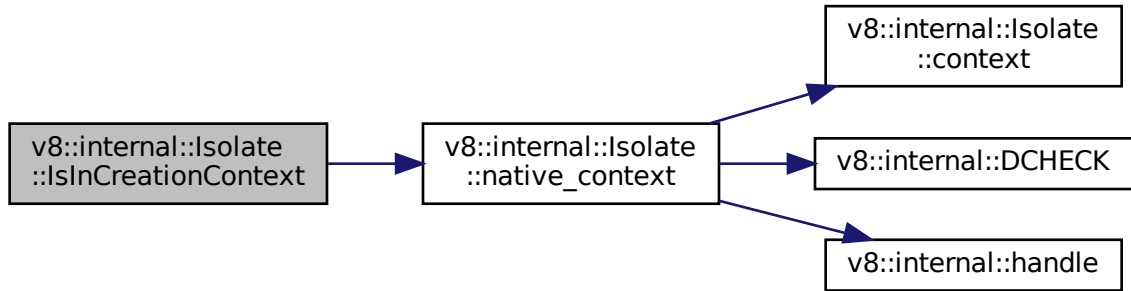 v8::internal::Isolate
::IsInCreationContext
v8::internal::Isolate
::native_context
v8::internal::Isolate
::context
v8::internal::DCHECK
v8::internal::handle